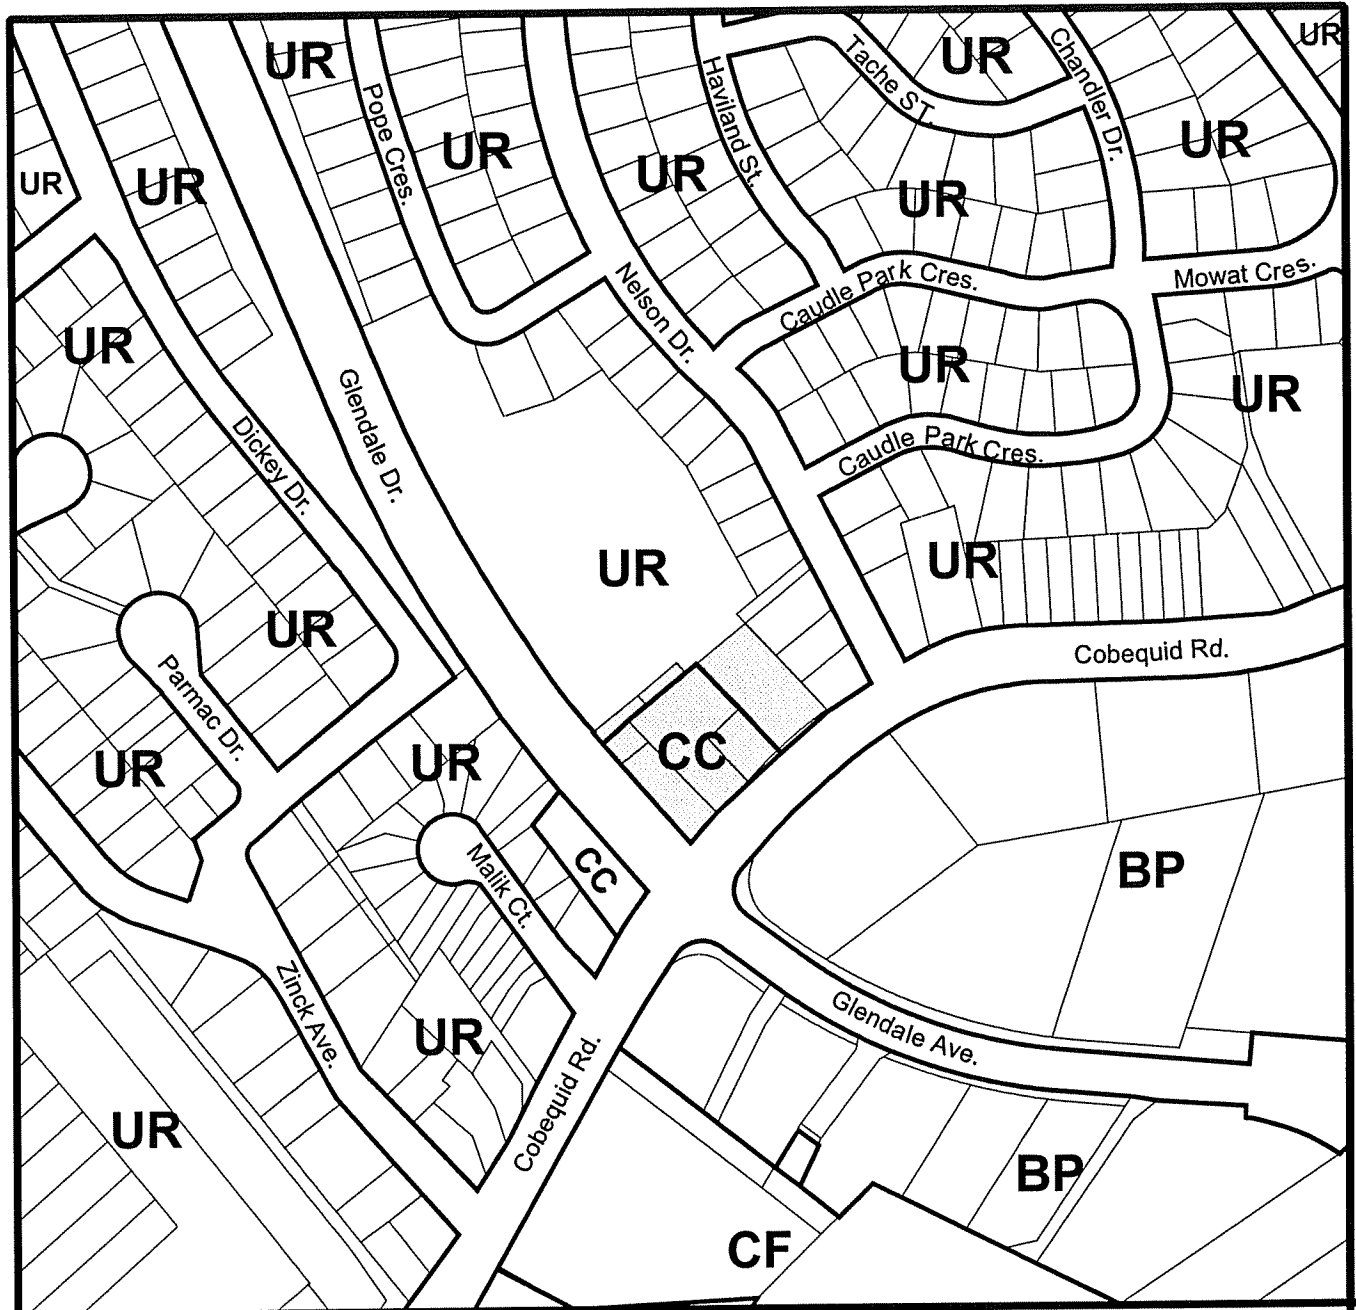 UR
UR
UR
Pope Cres.
Haviland St.
Tache ST.
Chandler Dr.
UR
UR
UR
UR
UR
UR
Nelson Dr.
Caudle Park Cres.
Mowat Cres.
UR
Glendale Dr.
UR
UR
Dickey Dr.
Caudle Park Cres.
UR
UR
UR
Cobequid Rd.
Parmac Dr.
UR
UR
CC
CC
Malik Ct.
BP
Zinck Ave.
UR
Glendale Ave.
Cobequid Rd.
UR
BP
CF